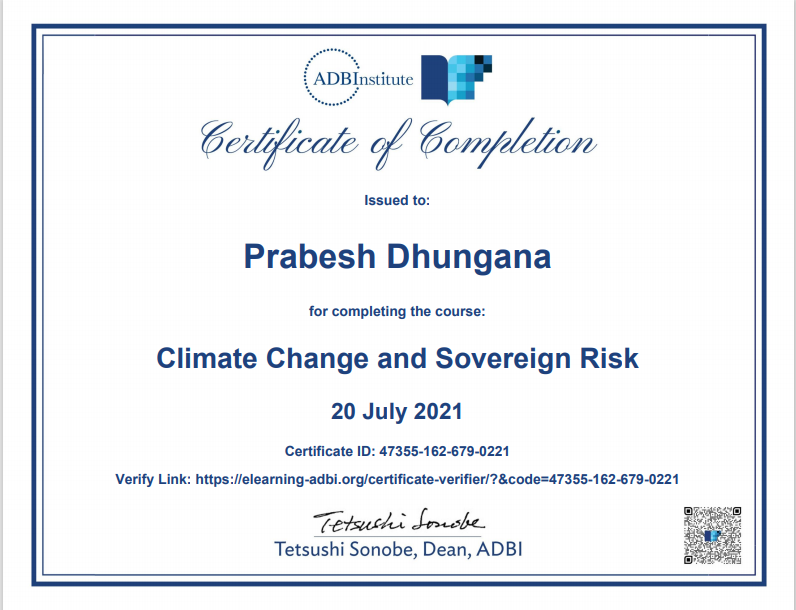 ADBInstitute
Certificate of Completion
Issued to:
Prabesh Dhungana
for completing the course:
Climate Change and Sovereign Risk
20 July 2021
Certificate ID: 47355-162-679-0221
Verify Link: https://elearning-adbi.org/certificate-verifier/?&code=47355-162-679-0221
Tetsushi Sonobe
Tetsushi Sonobe, Dean, ADBI